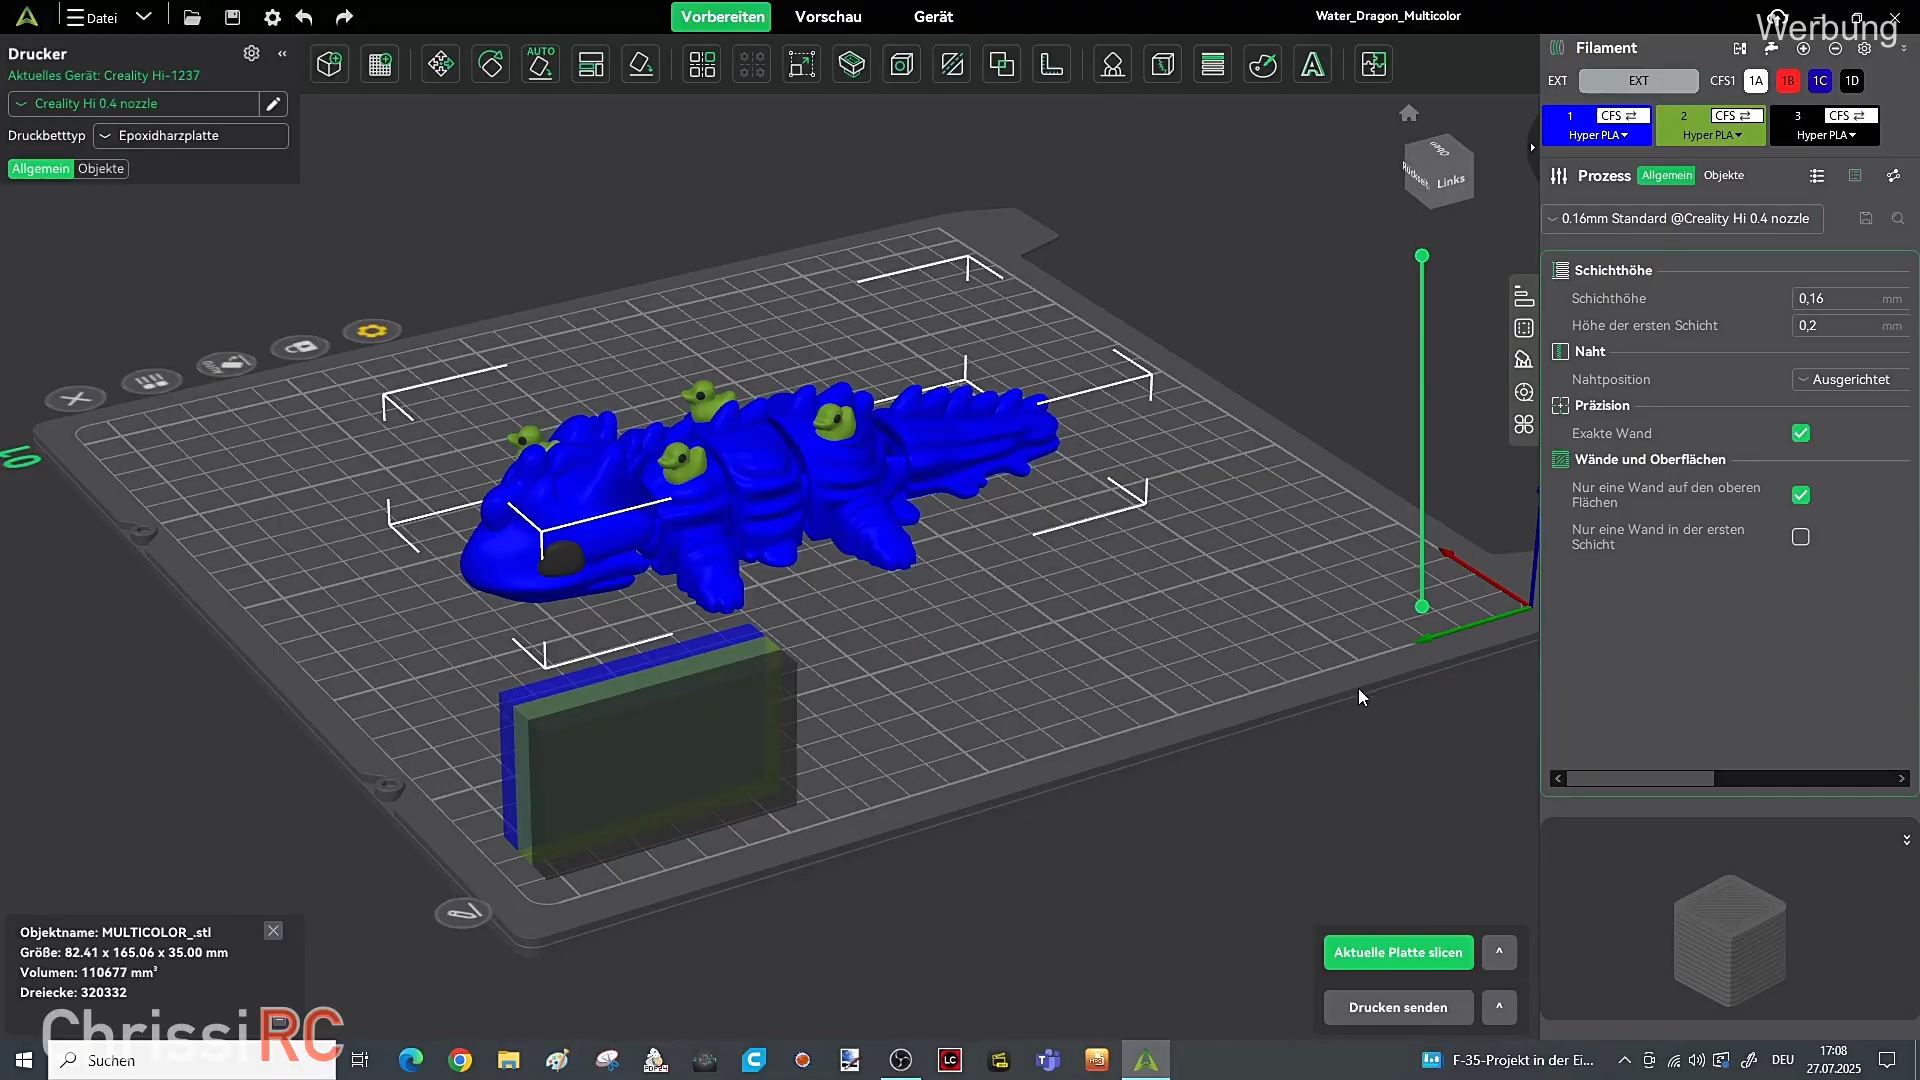 Datei
Vorbereiten
Vorschau
Gerät
Water_Dragon_Multicolor
Werbung
Drucker
Aktuelles Gerät: Creality Hi-1237
Creality Hi 0.4 nozzle
Druckbetttyp
Epoxidharzplatte
Allgemein
Objekte
AUTO
Filament
EXT
EXT
CFS1
1A
1B
1C
1D
1
CFS
Hyper PLA
2
CFS
Hyper PLA
3
CFS
Hyper PLA
Prozess
Allgemein
Objekte
0.16mm Standard @Creality Hi 0.4 nozzle
Schichthöhe
Schichthöhe
0,16
mm
Höhe der ersten Schicht
0,2
mm
Naht
Nahtposition
Ausgerichtet
Präzision
Exakte Wand
Wände und Oberflächen
Nur eine Wand auf den oberen
Flächen
Nur eine Wand in der ersten
Schicht
Oben
Rückseite
Links
Objektname: MULTICOLOR_.stl
Größe: 82.41 x 165.06 x 35.00 mm
Volumen: 110677 mm³
Dreiecke: 320332
ChrissiRC
Aktuelle Platte slicen
Drucken senden
Suchen
F-35-Projekt in der Ei...
DEU
17:08
27.07.2025